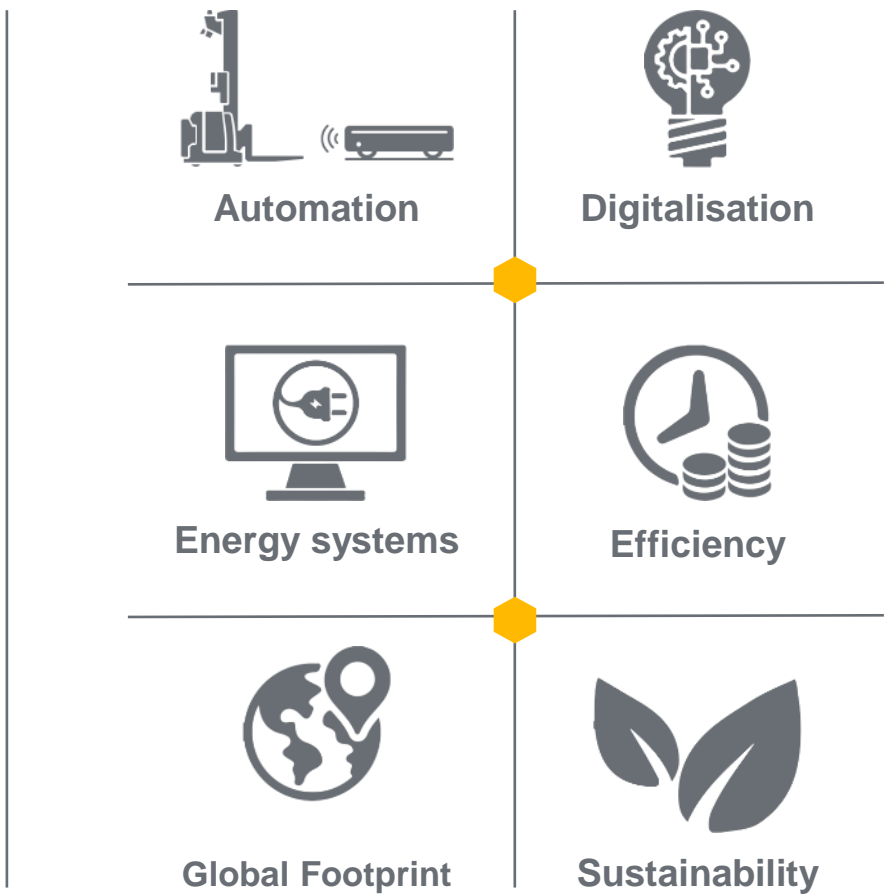 Automation
Digitalisation
Energy systems
Efficiency
Global Footprint
Sustainability